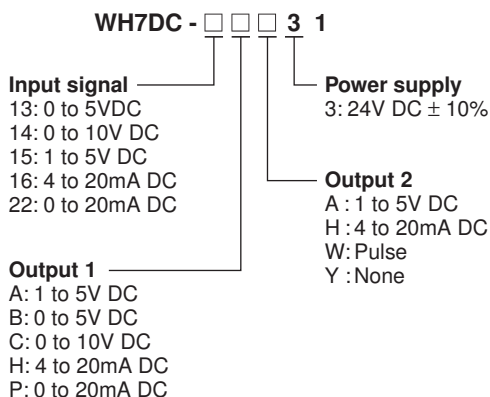 WH7DC - □ □ □ 3 1
Input signal
13: 0 to 5VDC
14: 0 to 10V DC
15: 1 to 5V DC
16: 4 to 20mA DC
22: 0 to 20mA DC
Output 1
A: 1 to 5V DC
B: 0 to 5V DC
C: 0 to 10V DC
H: 4 to 20mA DC
P: 0 to 20mA DC
Power supply
3: 24V DC ± 10%
Output 2
A : 1 to 5V DC
H : 4 to 20mA DC
W: Pulse
Y : None